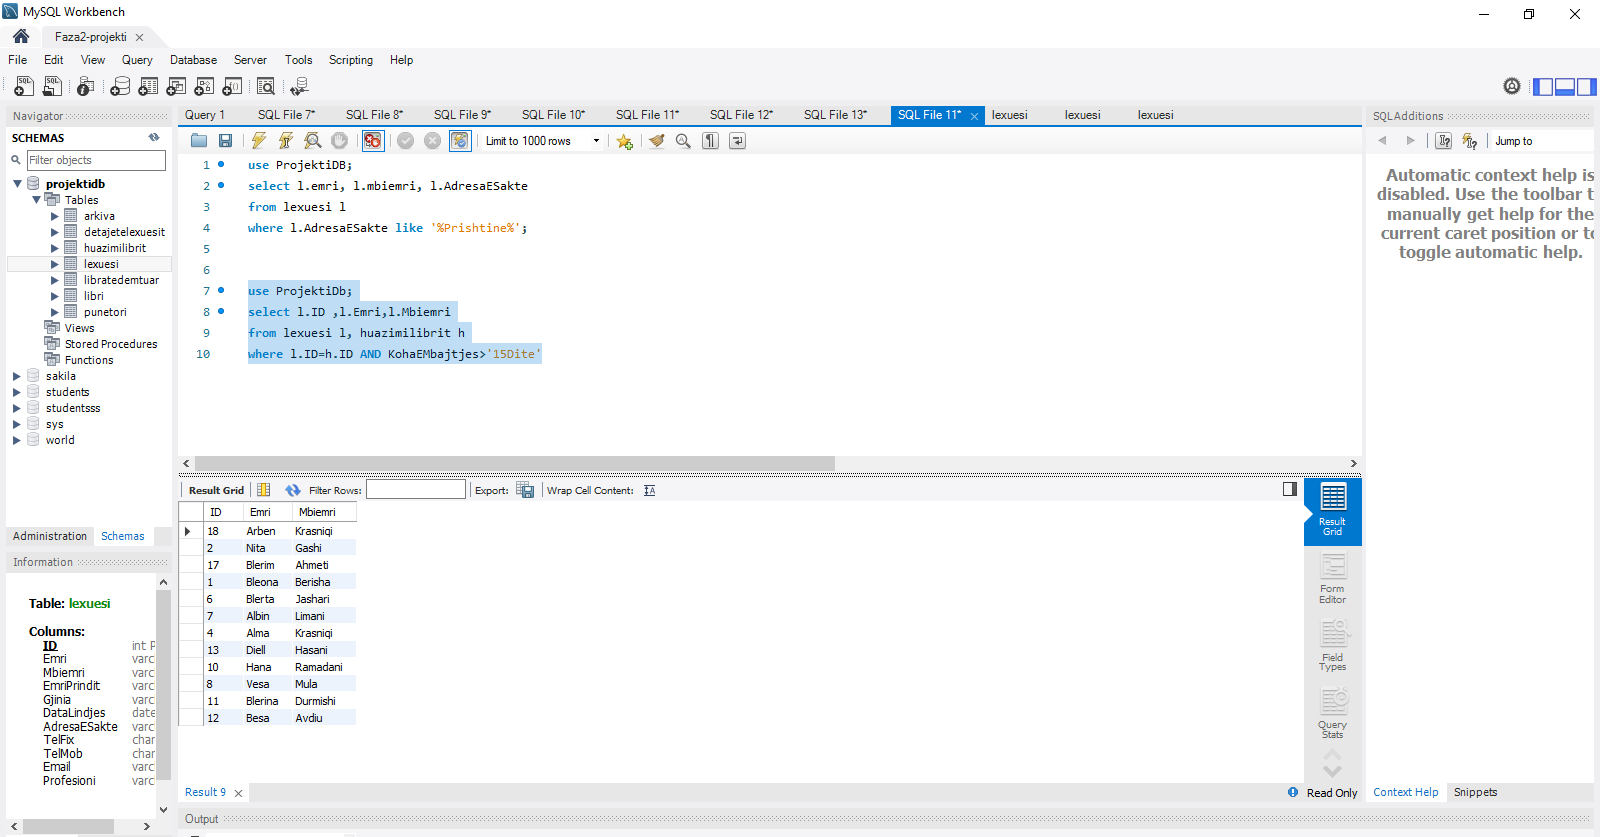 MySQL Workbench
Faza2-projekti
File Edit View Query Database Server Tools Scripting Help
Navigator
SCHEMAS
Filter objects
projektidb
Tables
arkiva
detajetelexuesit
huazimilibrit
lexuesi
libratedemtuar
libri
punetori
Views
Stored Procedures
Functions
sakila
students
studentsss
sys
world
Administration Schemas
Information
Table: lexuesi
Columns:
ID int P
Emri varc
Mbiemri varc
EmriPrindit varc
Gjinia varc
DataLindjes date
AdresaESakte varc
TelFix char
TelMob char
Email varc
Profesioni varc
Query 1 SQL File 7* SQL File 8* SQL File 9* SQL File 10* SQL File 11* SQL File 12* SQL File 13* SQL File 11* lexuesi lexuesi lexuesi
Limit to 1000 rows
1 use ProjektiDB;
2 select l.emri, l.mbiemri, l.AdresaESakte
3 from lexuesi l
4 where l.AdresaESakte like '%Prishtine%';
5
6
7 use ProjektiDb;
8 select l.ID ,l.Emri,l.Mbiemri
9 from lexuesi l, huazimilibrit h
10 where l.ID=h.ID AND KohaEMbajtjes>'15Dite'
Result Grid Filter Rows: Export: Wrap Cell Content:
ID Emri Mbiemri
18 Arben Krasniqi
2 Nita Gashi
17 Blerim Ahmeti
1 Bleona Berisha
6 Blerta Jashari
7 Albin Limani
4 Alma Krasniqi
13 Diell Hasani
10 Hana Ramadani
8 Vesa Mula
11 Blerina Durmishi
12 Besa Avdiu
Result Grid
Form Editor
Field Types
Query Stats
Result 9
Read Only
Output
SQLAdditions
Jump to
Automatic context help is
disabled. Use the toolbar t
manually get help for the
current caret position or to
toggle automatic help.
Context Help Snippets